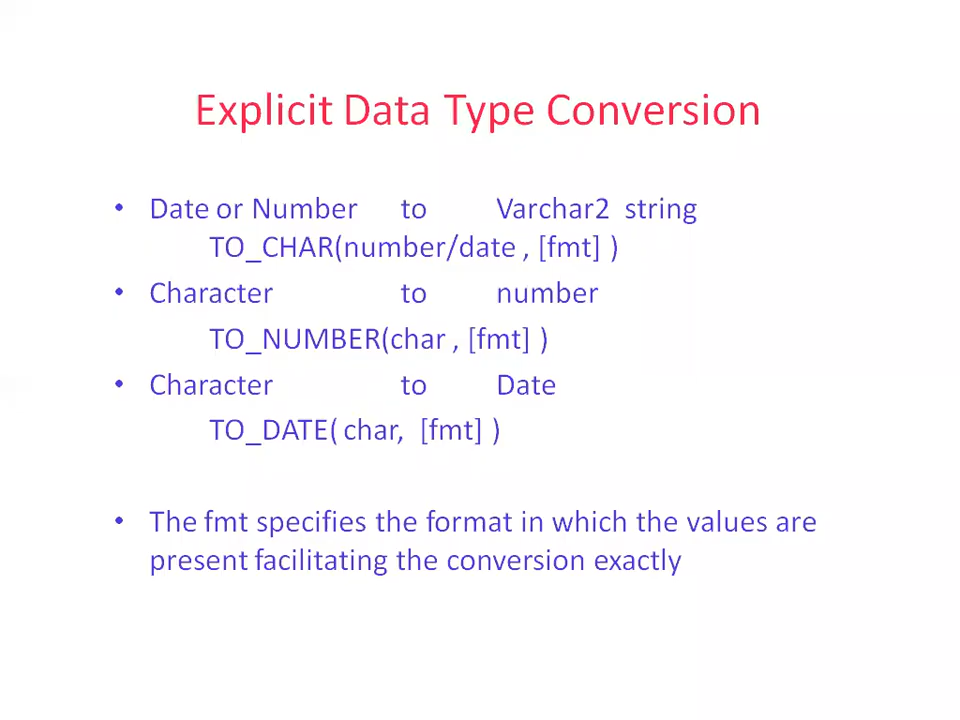 Explicit Data Type Conversion
• Date or Number to Varchar2 string
TO_CHAR(number/date , [fmt] )
• Character to number
TO_NUMBER(char , [fmt] )
• Character to Date
TO_DATE( char, [fmt] )
• The fmt specifies the format in which the values are
present facilitating the conversion exactly